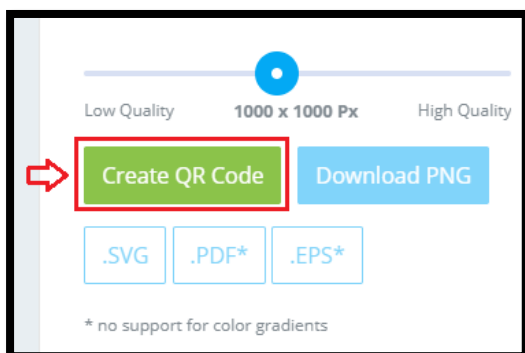 Low Quality 1000 x 1000 Px High Quality
Create QR Code Download PNG
.SVG .PDF* .EPS*
* no support for color gradients